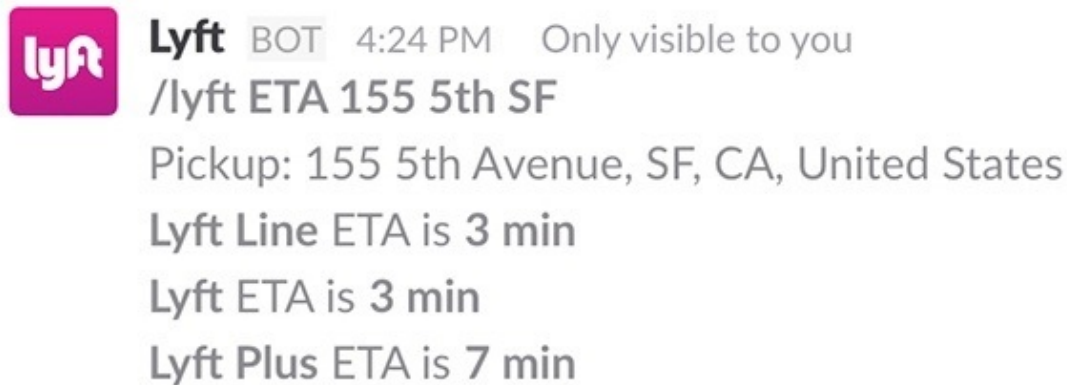 lyft
Lyft BOT 4:24 PM Only visible to you
/lyft ETA 155 5th SF
Pickup: 155 5th Avenue, SF, CA, United States
Lyft Line ETA is 3 min
Lyft ETA is 3 min
Lyft Plus ETA is 7 min